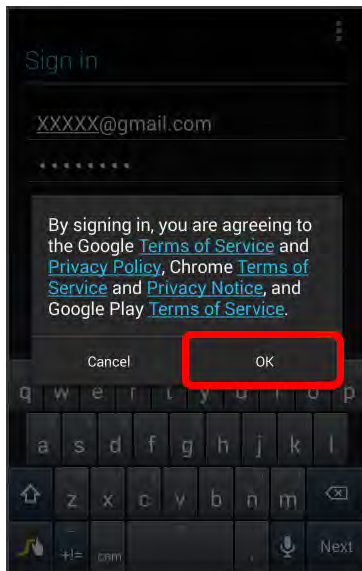 Sign in
XXXXX@gmail.com
By signing in, you are agreeing to
the Google Terms of Service and
Privacy Policy, Chrome Terms of
Service and Privacy Notice, and
Google Play Terms of Service.
Cancel OK
q w e r t y u i o p
a s d f g h j k l
z x c v b n m
+!= . Next